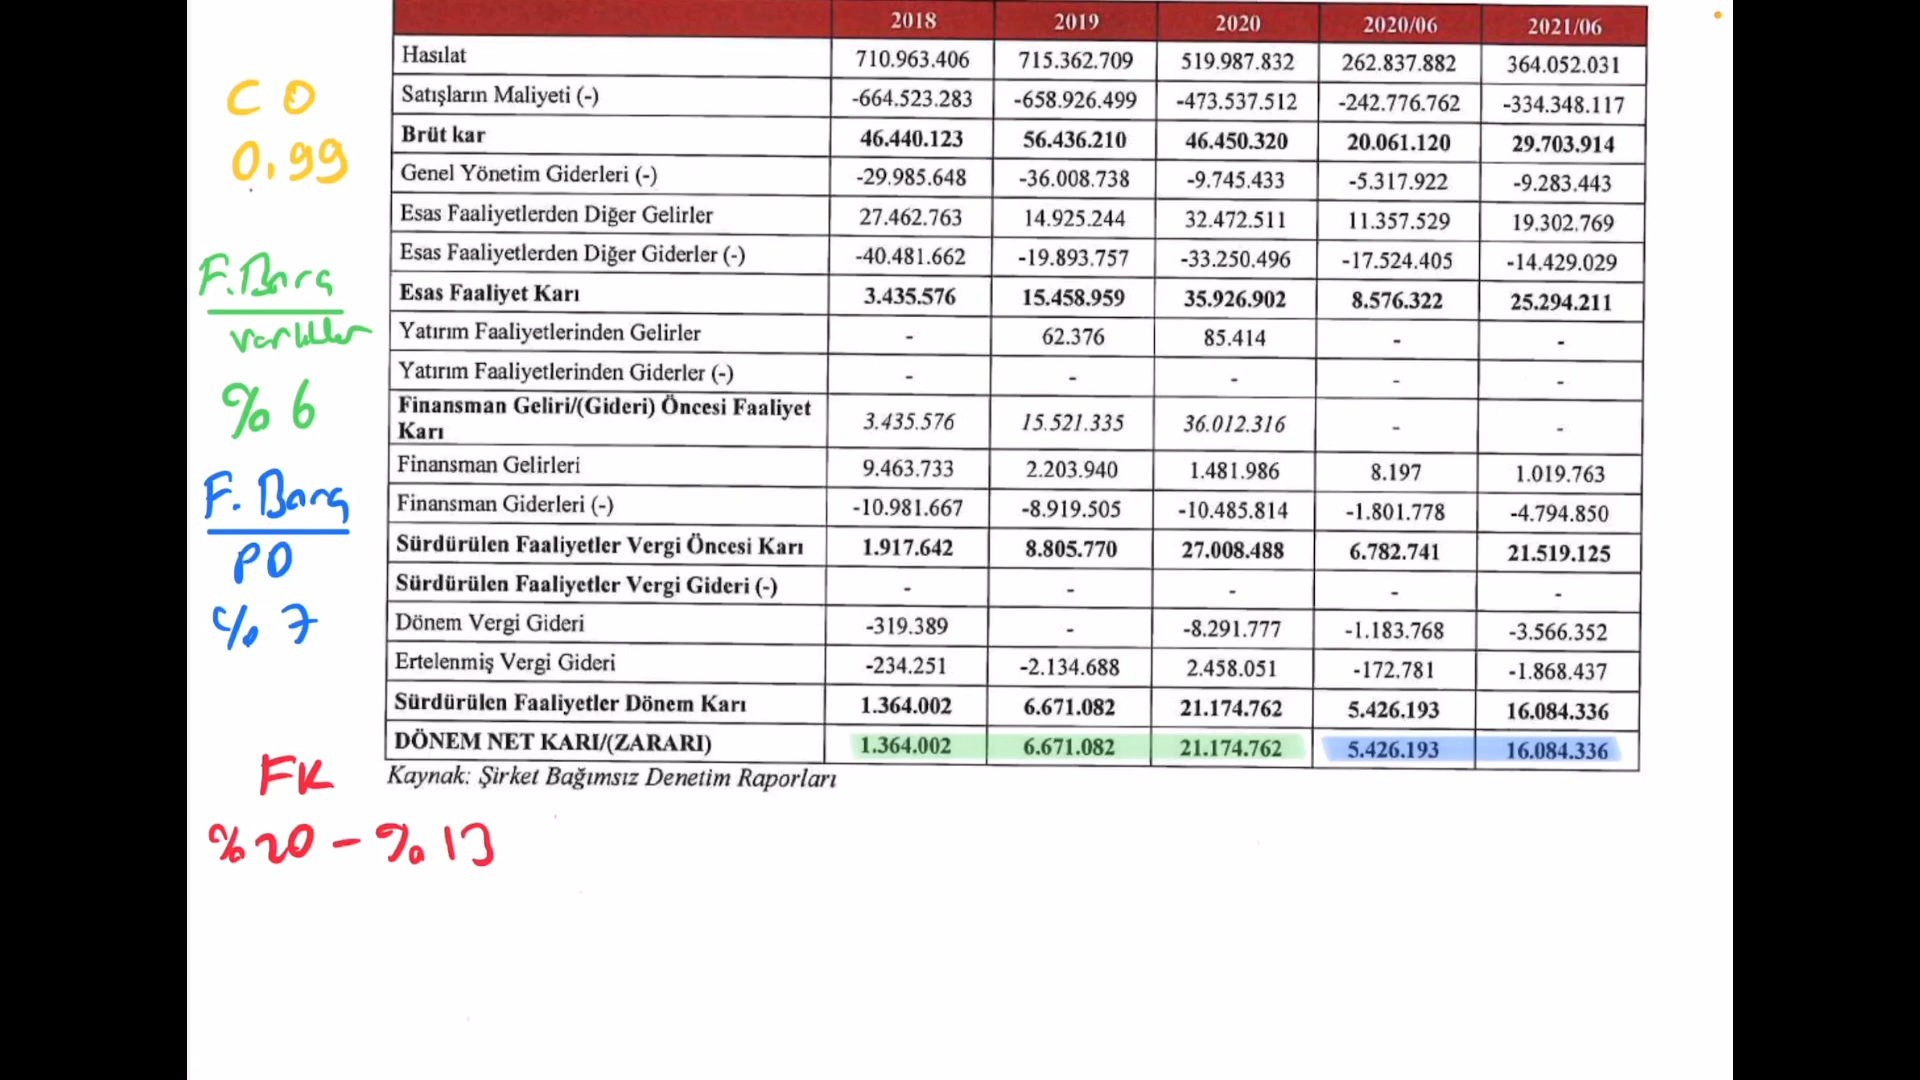 2018 2019 2020 2020/06 2021/06
Hasılat 710.963.406 715.362.709 519.987.832 262.837.882 364.052.031
Satışların Maliyeti (-) -664.523.283 -658.926.499 -473.537.512 -242.776.762 -334.348.117
Brüt kar 46.440.123 56.436.210 46.450.320 20.061.120 29.703.914
Genel Yönetim Giderleri (-) -29.985.648 -36.008.738 -9.745.433 -5.317.922 -9.283.443
Esas Faaliyetlerden Diğer Gelirler 27.462.763 14.925.244 32.472.511 11.357.529 19.302.769
Esas Faaliyetlerden Diğer Giderler (-) -40.481.662 -19.893.757 -33.250.496 -17.524.405 -14.429.029
Esas Faaliyet Karı 3.435.576 15.458.959 35.926.902 8.576.322 25.294.211
Yatırım Faaliyetlerinden Gelirler - 62.376 85.414 - -
Yatırım Faaliyetlerinden Giderler (-) - - - - -
Finansman Geliri/(Gideri) Öncesi Faaliyet
Karı 3.435.576 15.521.335 36.012.316 - -
Finansman Gelirleri 9.463.733 2.203.940 1.481.986 8.197 1.019.763
Finansman Giderleri (-) -10.981.667 -8.919.505 -10.485.814 -1.801.778 -4.794.850
Sürdürülen Faaliyetler Vergi Öncesi Karı 1.917.642 8.805.770 27.008.488 6.782.741 21.519.125
Sürdürülen Faaliyetler Vergi Gideri (-) - - - - -
Dönem Vergi Gideri -319.389 - -8.291.777 -1.183.768 -3.566.352
Ertelenmiş Vergi Gideri -234.251 -2.134.688 2.458.051 -172.781 -1.868.437
Sürdürülen Faaliyetler Dönem Karı 1.364.002 6.671.082 21.174.762 5.426.193 16.084.336
DÖNEM NET KARI/(ZARARI) 1.364.002 6.671.082 21.174.762 5.426.193 16.084.336
Kaynak: Şirket Bağımsız Denetim Raporları
CO
0,99
F.Borç
varlıklar
%6
F. Borç
PD
%7
FK
%20 - %13